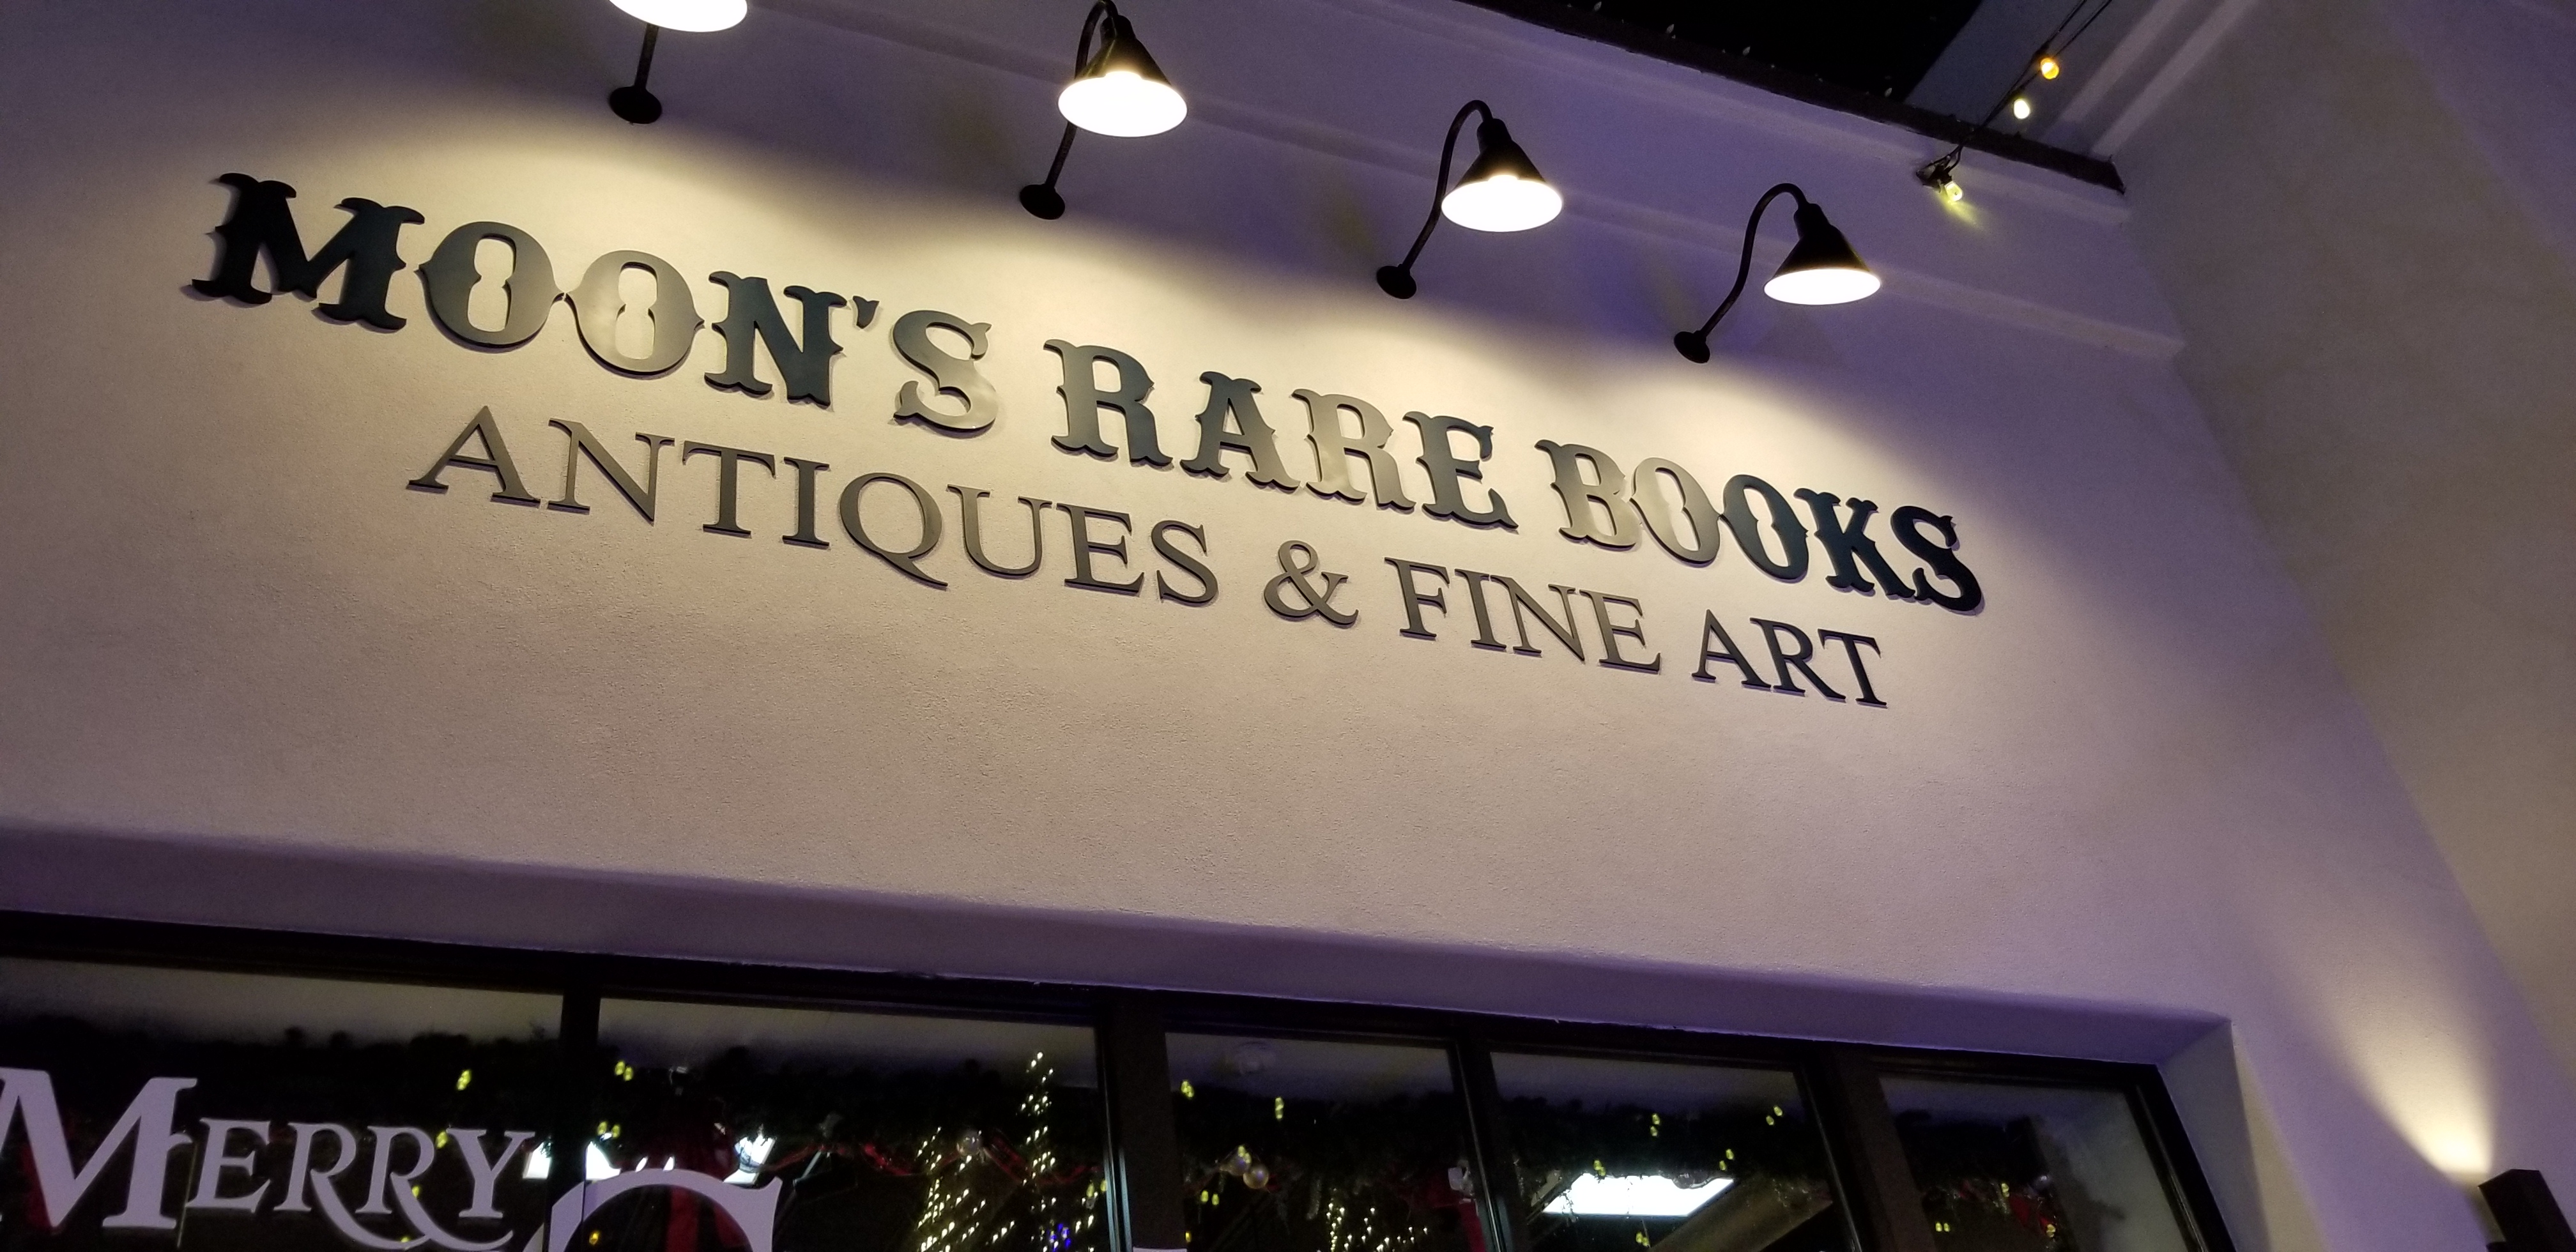 MOON'S RARE BOOKS
ANTIQUES & FINE ART
MERRY C